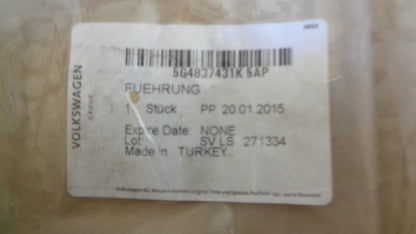 VOLKSWAGEN
GROUP
5G4837431K 5AP
FUEHRUNG
1 Stück PP 20.01.2015
Expire Date: NONE
Lot SV LS 271334
Made in TURKEY